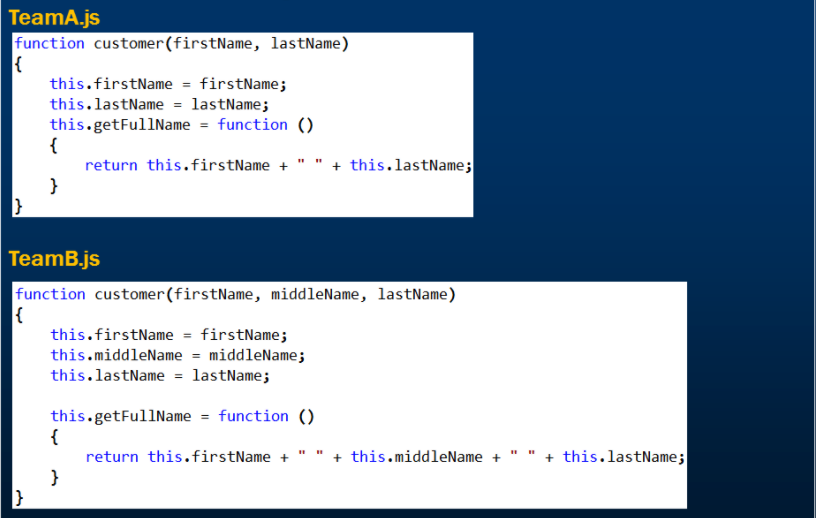 TeamA.js
function customer(firstName, lastName)
{
    this.firstName = firstName;
    this.lastName = lastName;
    this.getFullName = function ()
    {
        return this.firstName + " " + this.lastName;
    }
}
TeamB.js
function customer(firstName, middleName, lastName)
{
    this.firstName = firstName;
    this.middleName = middleName;
    this.lastName = lastName;

    this.getFullName = function ()
    {
        return this.firstName + " " + this.middleName + " " + this.lastName;
    }
}